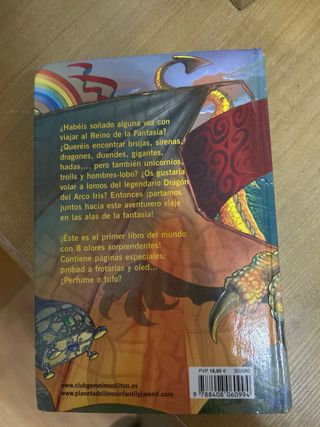 ¿Habéis soñado alguna vez con
viajar al Reino de la Fantasía?
¿Queréis encontrar brujas, sirenas,
dragones, duendes, gigantes,
hadas… pero también unicornios,
trolls y hombres-lobo? ¿Os gustaría
volar a lomos del legendario Dragón
del Arco Iris? Entonces ¡partamos
juntos hacia este aventurero viaje
en las alas de la fantasía!
¡Éste es el primer libro del mundo
con 8 olores sorprendentes!
Contiene páginas especiales:
probad a frotarlas y oled…
¿Perfume o tufo?
www.clubgeronimostilton.es
www.planetadelibrosinfantilyjuvenil.com
PVP 19,95 €
9 788408 060994